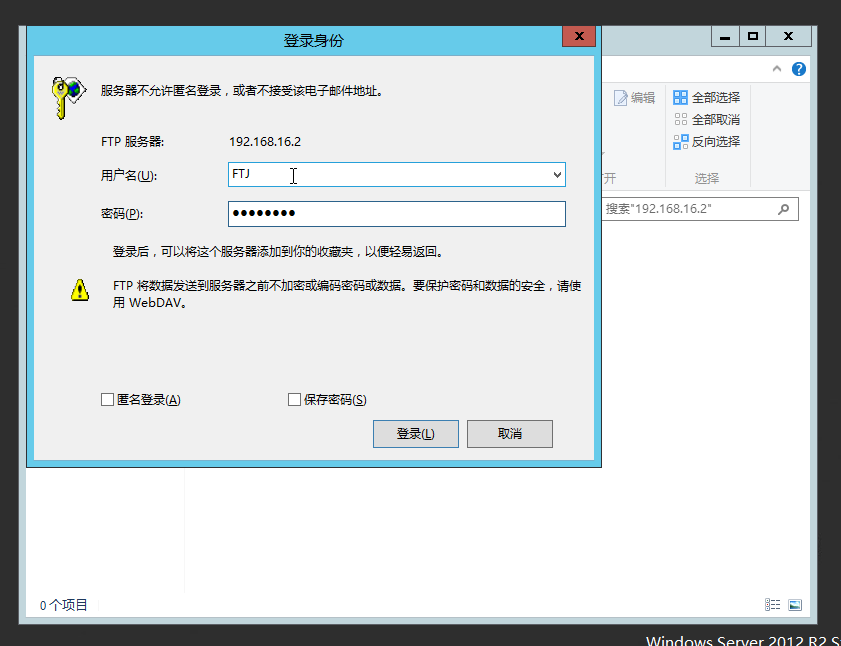 登录身份
服务器不允许匿名登录，或者不接受该电子邮件地址。
FTP 服务器:
192.168.16.2
用户名(U):
FTJ
密码(P):
●●●●●●●●
登录后，可以将这个服务器添加到你的收藏夹，以便轻易返回。
FTP 将数据发送到服务器之前不加密或编码密码或数据。要保护密码和数据的安全，请使
用 WebDAV。
匿名登录(A)
保存密码(S)
登录(L)
取消
编辑
全部选择
全部取消
反向选择
开
选择
搜索"192.168.16.2"
0 个项目
Windows Server 2012 R2 S